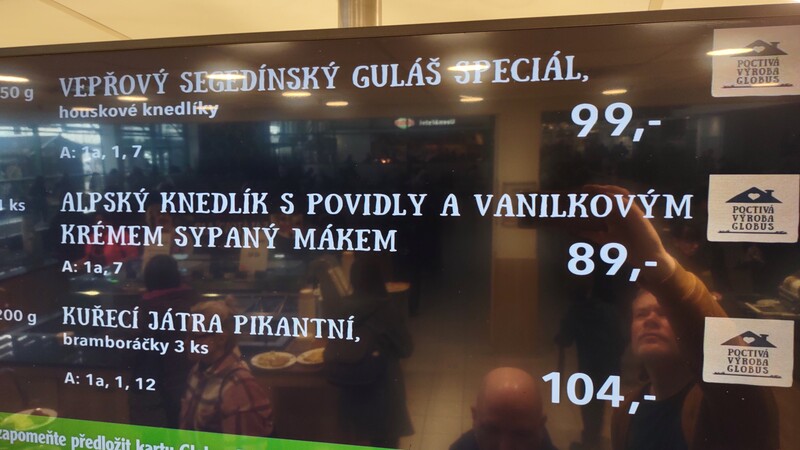 50 g VEPŘOVÝ SEGEDÍNSKÝ GULÁŠ SPECIÁL,
houskové knedlíky
99,-
A: 1a, 1, 7
POCTIVÁ
VÝROBA
GLOBUS
1 ks ALPSKÝ KNEDLÍK S POVIDLY A VANILKOVÝM
KRÉMEM SYPANÝ MÁKEM
89,-
A: 1a,7
POCTIVÁ
VÝROBA
GLOBUS
200 g KUŘECÍ JÁTRA PIKANTNÍ,
bramboráčky 3 ks
A: 1a, 1, 12
104,-
POCTIVÁ
VÝROBA
GLOBUS
zapomeňte předložit kartu